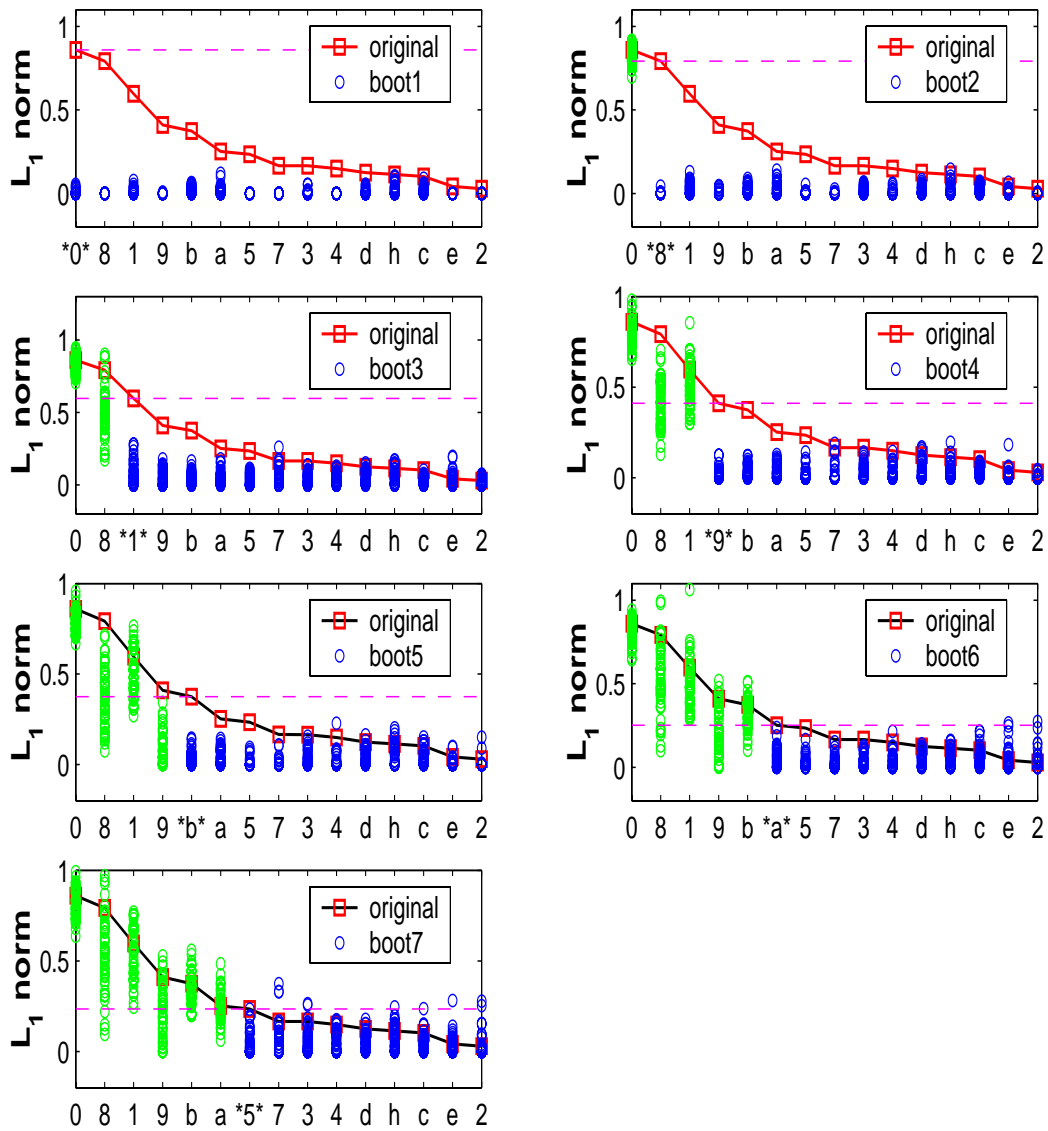 1
0.5
0
L1 norm
original
boot1
*0* 8 1 9 b a 5 7 3 4 d h c e 2
1
0.5
0
L1 norm
original
boot2
0 *8* 1 9 b a 5 7 3 4 d h c e 2
1
0.5
0
L1 norm
original
boot3
0 8 *1* 9 b a 5 7 3 4 d h c e 2
1
0.5
0
L1 norm
original
boot4
0 8 1 *9* b a 5 7 3 4 d h c e 2
1
0.5
0
L1 norm
original
boot5
0 8 1 9 *b* a 5 7 3 4 d h c e 2
1
0.5
0
L1 norm
original
boot6
0 8 1 9 b *a* 5 7 3 4 d h c e 2
1
0.5
0
L1 norm
original
boot7
0 8 1 9 b a *5* 7 3 4 d h c e 2